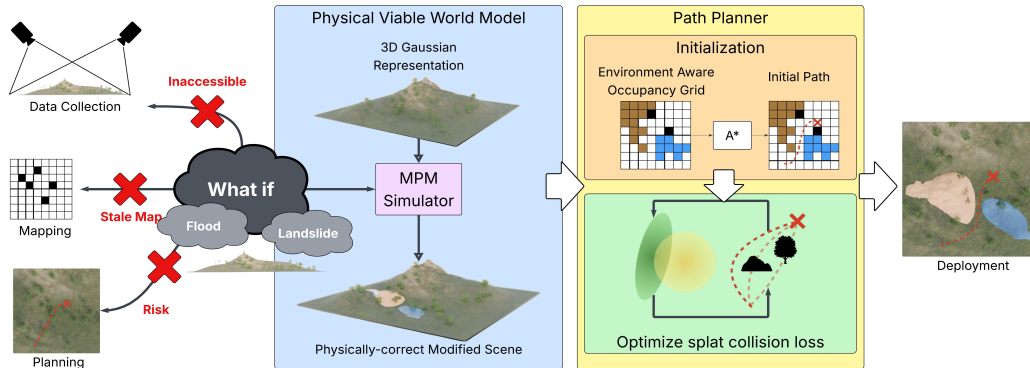 Inaccessible
Data Collection
What if
Flood
Landslide
Stale Map
Mapping
Risk
Planning
Physical Viable World Model
3D Gaussian
Representation
MPM
Simulator
Physically-correct Modified Scene
Path Planner
Initialization
Environment Aware
Occupancy Grid
A*
Initial Path
Optimize splat collision loss
Deployment